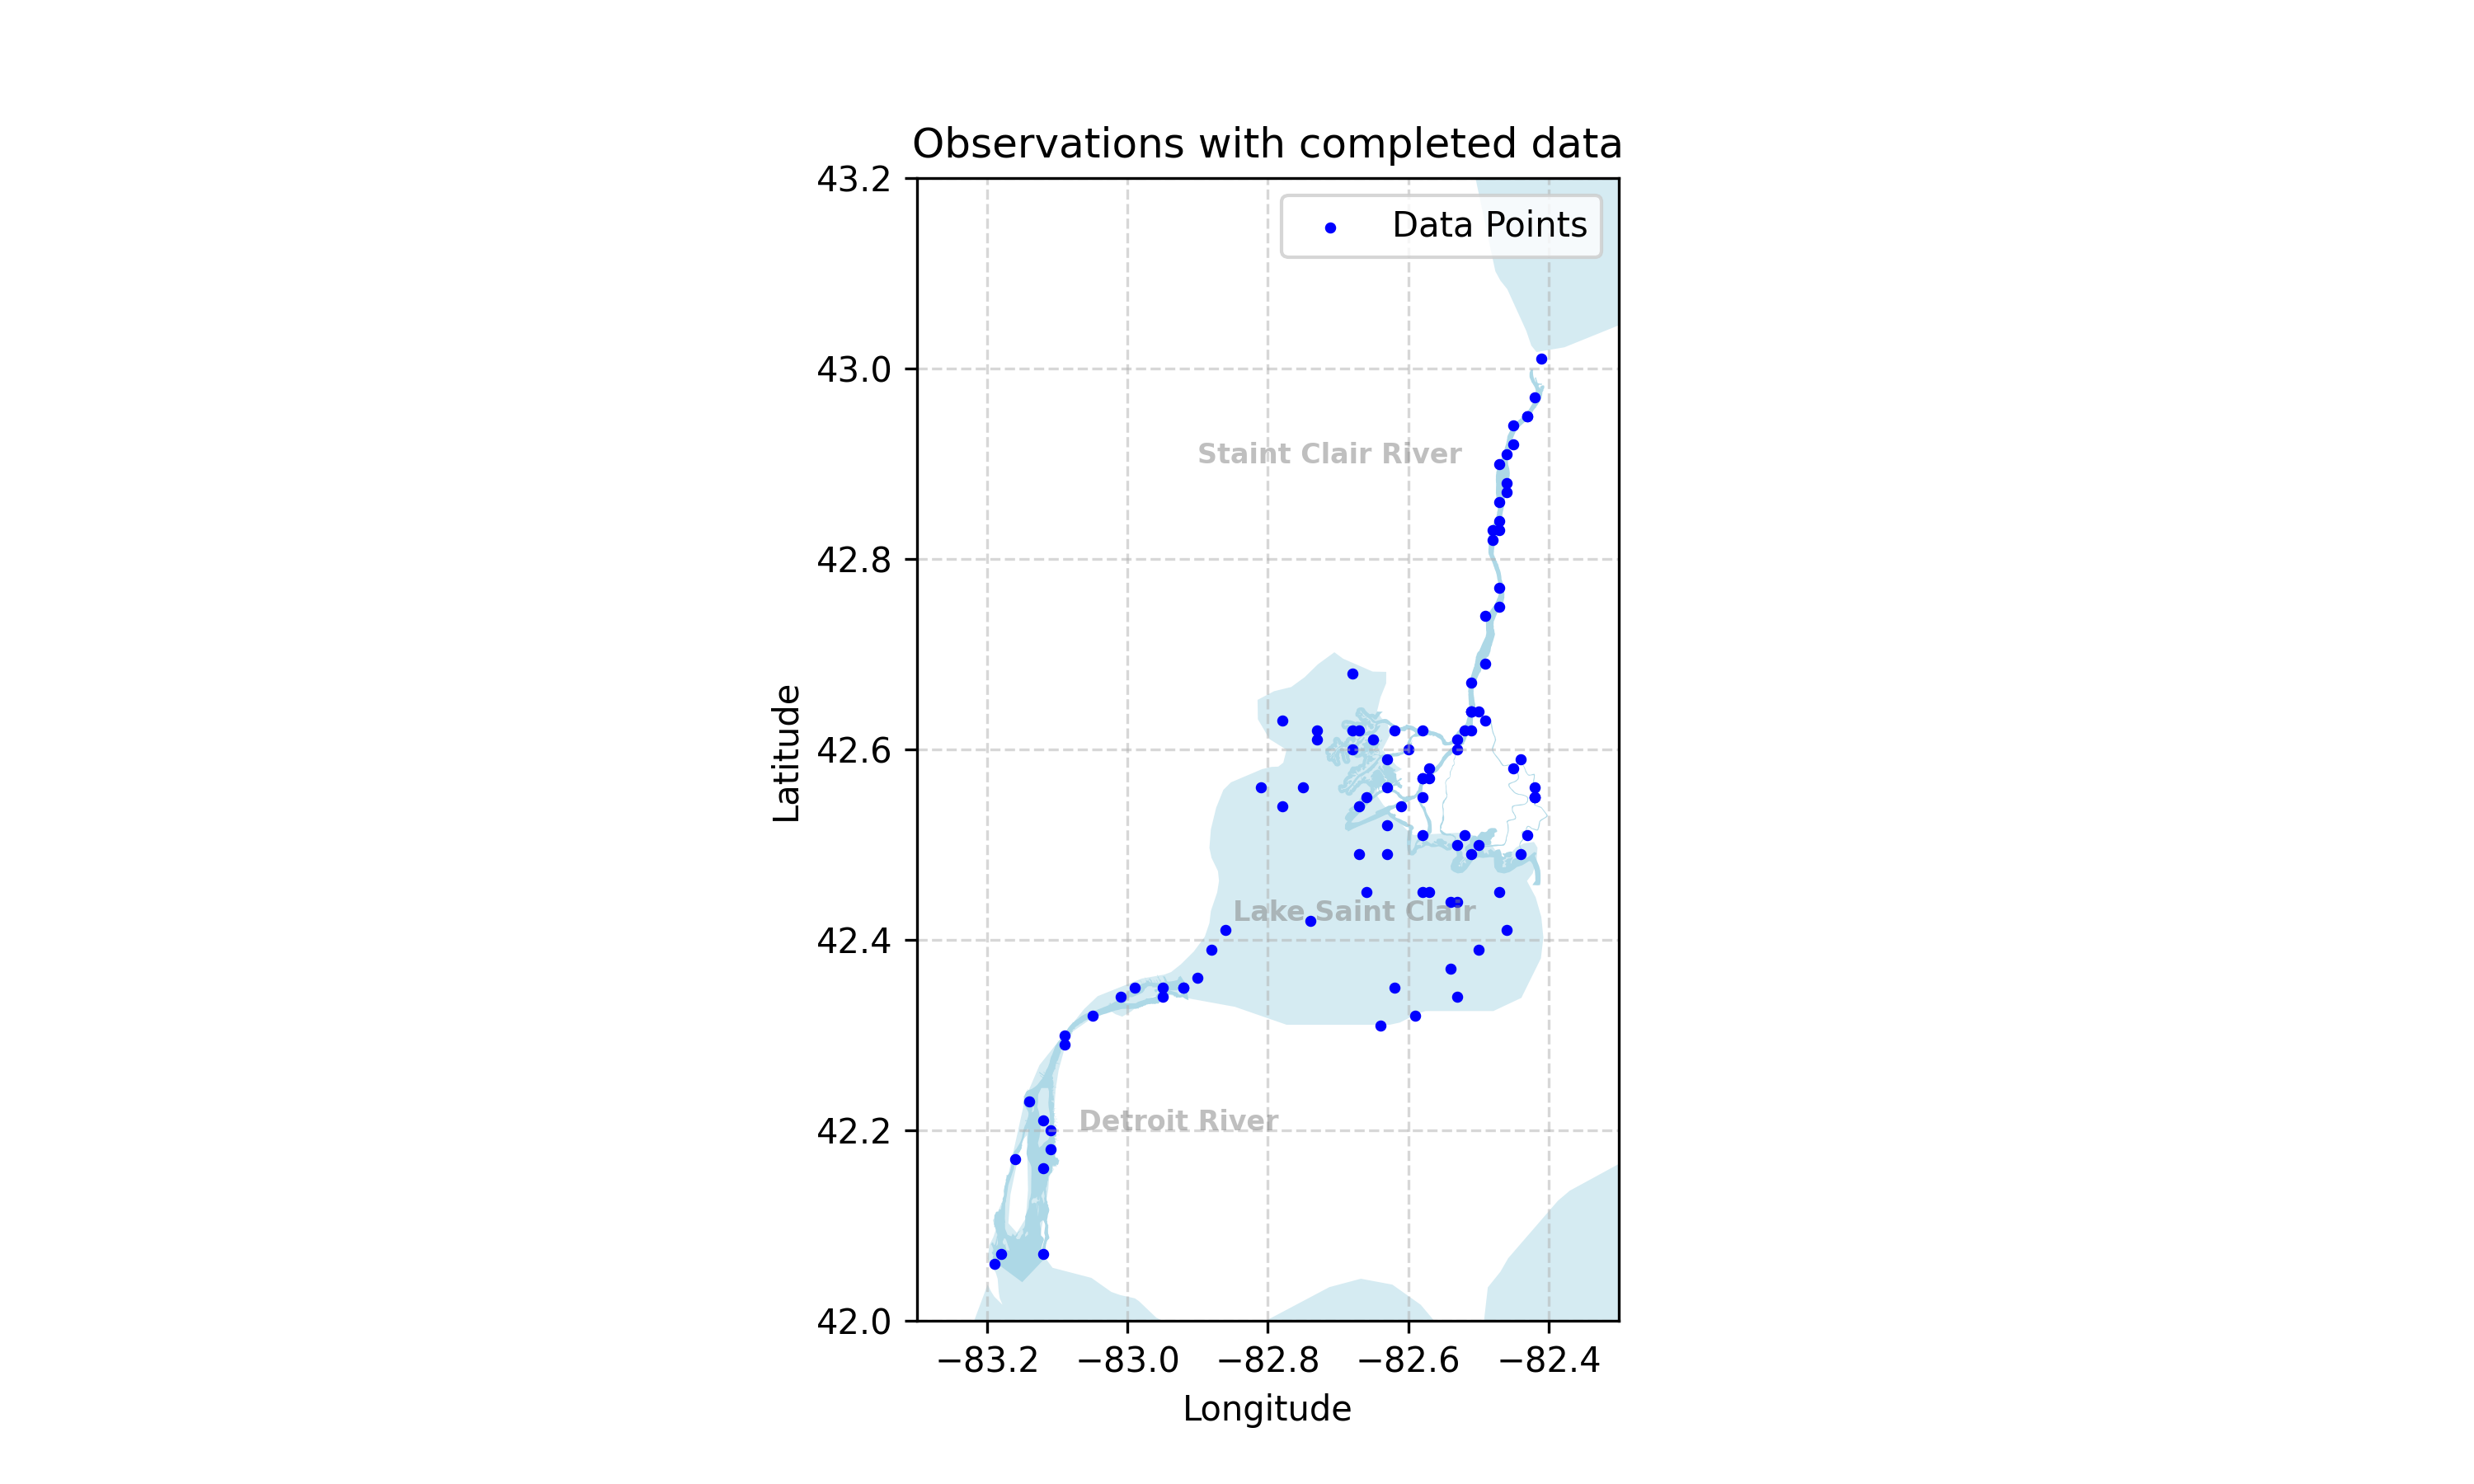 Observations with completed data
43.2
Data Points
43.0
Staint Clair River
42.8
Latitude
42.6
Lake Saint Clair
42.4
Detroit River
42.2
42.0
−83.2 −83.0 −82.8 −82.6 −82.4
Longitude